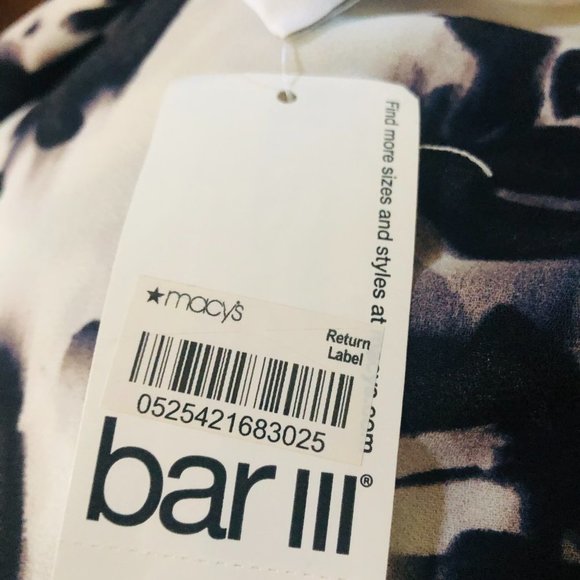 Find more sizes and styles at
★macy's
Return
Label
0525421683025
bar III®